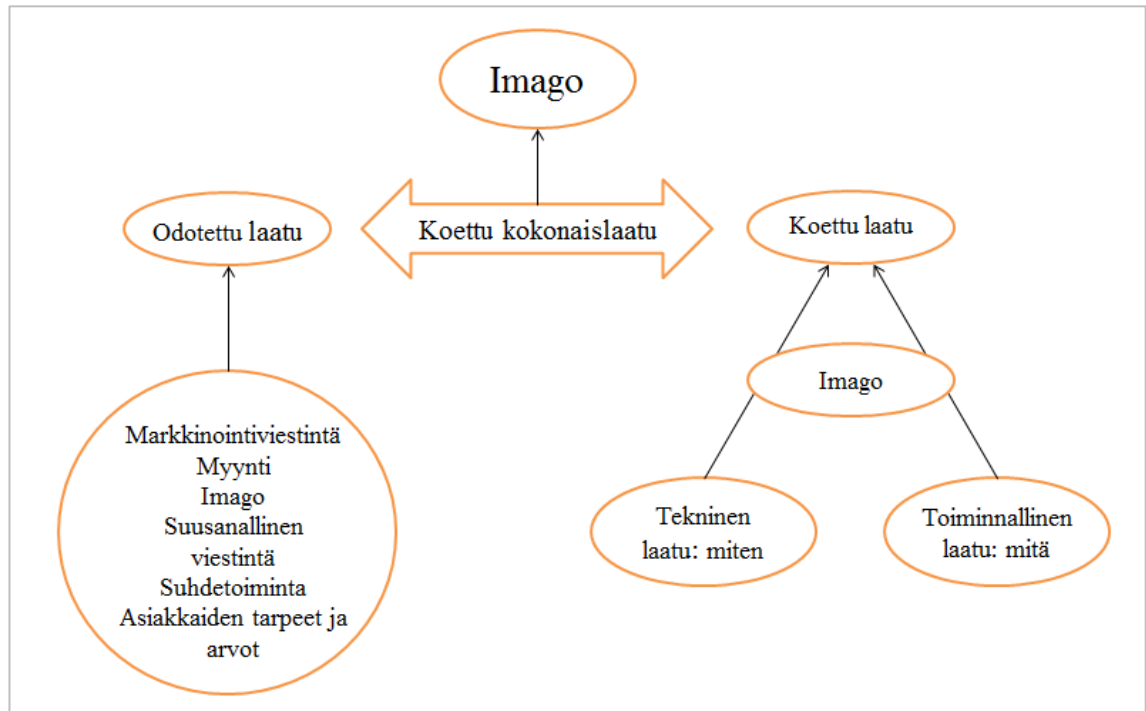 Imago
Odotettu laatu
Koettu kokonaislaatu
Koettu laatu
Imago
Markkinointiviestintä
Myynti
Imago
Suusanallinen
viestintä
Suhdetoiminta
Asiakkaiden tarpeet ja
arvot
Tekninen
laatu: miten
Toiminnallinen
laatu: mitä